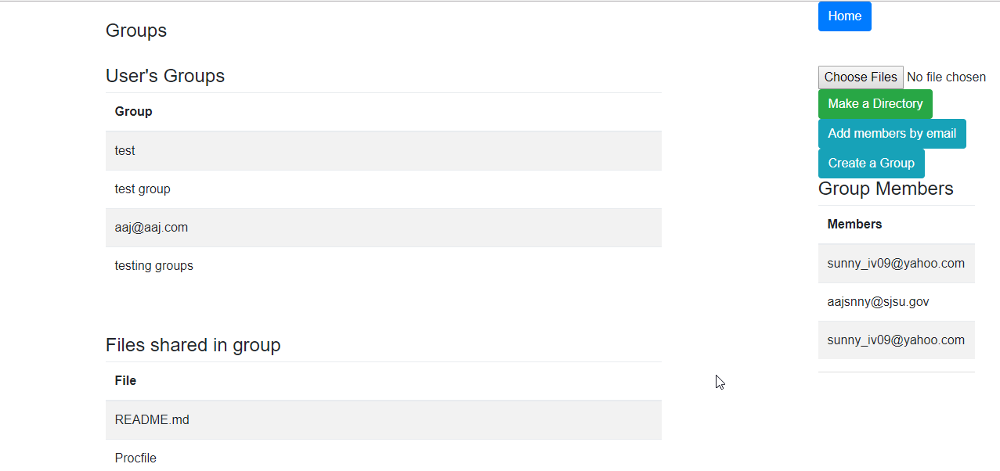 Groups
User's Groups
Group
test
test group
aaj@aaj.com
testing groups
Files shared in group
File
README.md
Procfile
Home
Choose Files No file chosen
Make a Directory
Add members by email
Create a Group
Group Members
Members
sunny_iv09@yahoo.com
aajsnny@sjsu.gov
sunny_iv09@yahoo.com